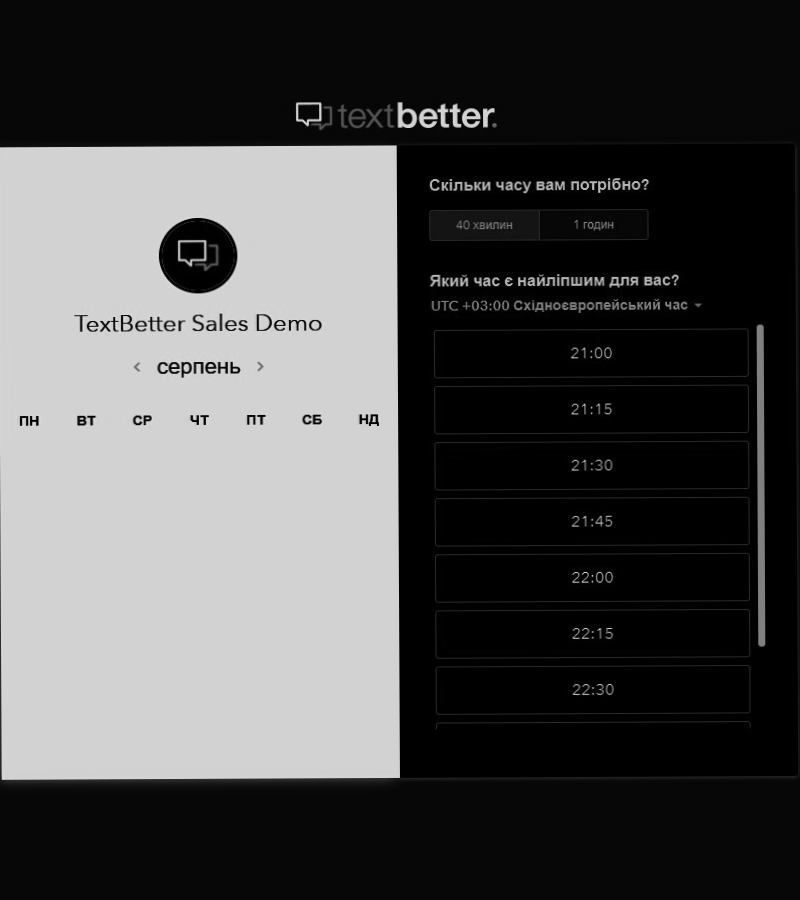 textbetter.
TextBetter Sales Demo
серпень
ПН ВТ СР ЧТ ПТ СБ НД
Скільки часу вам потрібно?
40 хвилин 1 годин
Який час є найліпшим для вас?
UTC +03:00 Східноєвропейський час
21:00
21:15
21:30
21:45
22:00
22:15
22:30